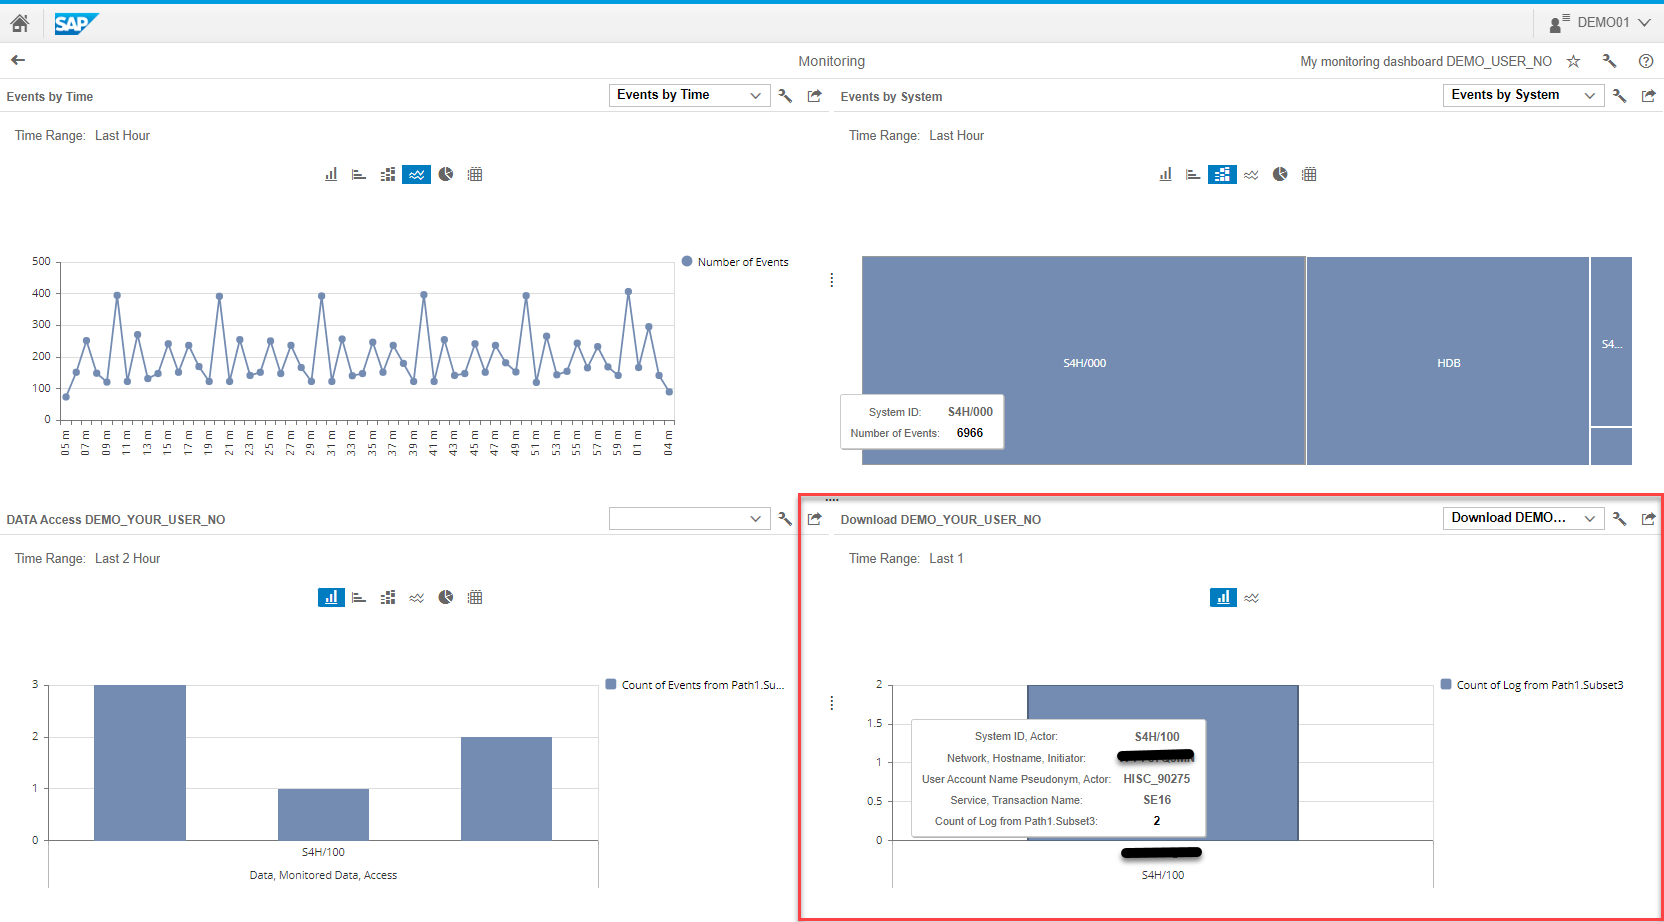 SAP
DEMO01
Monitoring
My monitoring dashboard DEMO_USER_NO
Events by Time
Events by Time
Time Range: Last Hour
500
400
300
200
100
0
05 m
07 m
09 m
11 m
13 m
15 m
17 m
19 m
21 m
23 m
25 m
27 m
29 m
31 m
33 m
35 m
37 m
39 m
41 m
43 m
45 m
47 m
49 m
51 m
53 m
55 m
57 m
59 m
01 m
04 m
Number of Events
Events by System
Events by System
Time Range: Last Hour
S4H/000
HDB
S4...
System ID: S4H/000
Number of Events: 6966
DATA Access DEMO_YOUR_USER_NO
Time Range: Last 2 Hour
3
2
1
0
S4H/100
Data, Monitored Data, Access
Count of Events from Path1.Su...
Download DEMO_YOUR_USER_NO
Download DEMO...
Time Range: Last 1
2
1.5
1
0.5
0
Count of Log from Path1.Subset3
System ID, Actor: S4H/100
Network, Hostname, Initiator:
User Account Name Pseudonym, Actor: HISC_90275
Service, Transaction Name: SE16
Count of Log from Path1.Subset3: 2
S4H/100